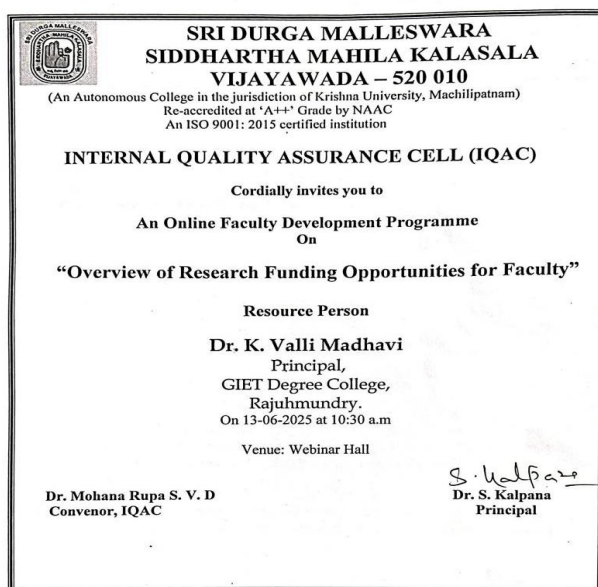 SRI DURGA MALLESWARA
SIDDHARTHA MAHILA KALASALA
VIJAYAWADA – 520 010
(An Autonomous College in the jurisdiction of Krishna University, Machilipatnam)
Re-accredited at ‘A++’ Grade by NAAC
An ISO 9001: 2015 certified institution
INTERNAL QUALITY ASSURANCE CELL (IQAC)
Cordially invites you to
An Online Faculty Development Programme
On
“Overview of Research Funding Opportunities for Faculty”
Resource Person
Dr. K. Valli Madhavi
Principal,
GIET Degree College,
Rajuhmundry.
On 13-06-2025 at 10:30 a.m
Venue: Webinar Hall
S. Kalpana
Dr. Mohana Rupa S. V. D
Convenor, IQAC
Dr. S. Kalpana
Principal